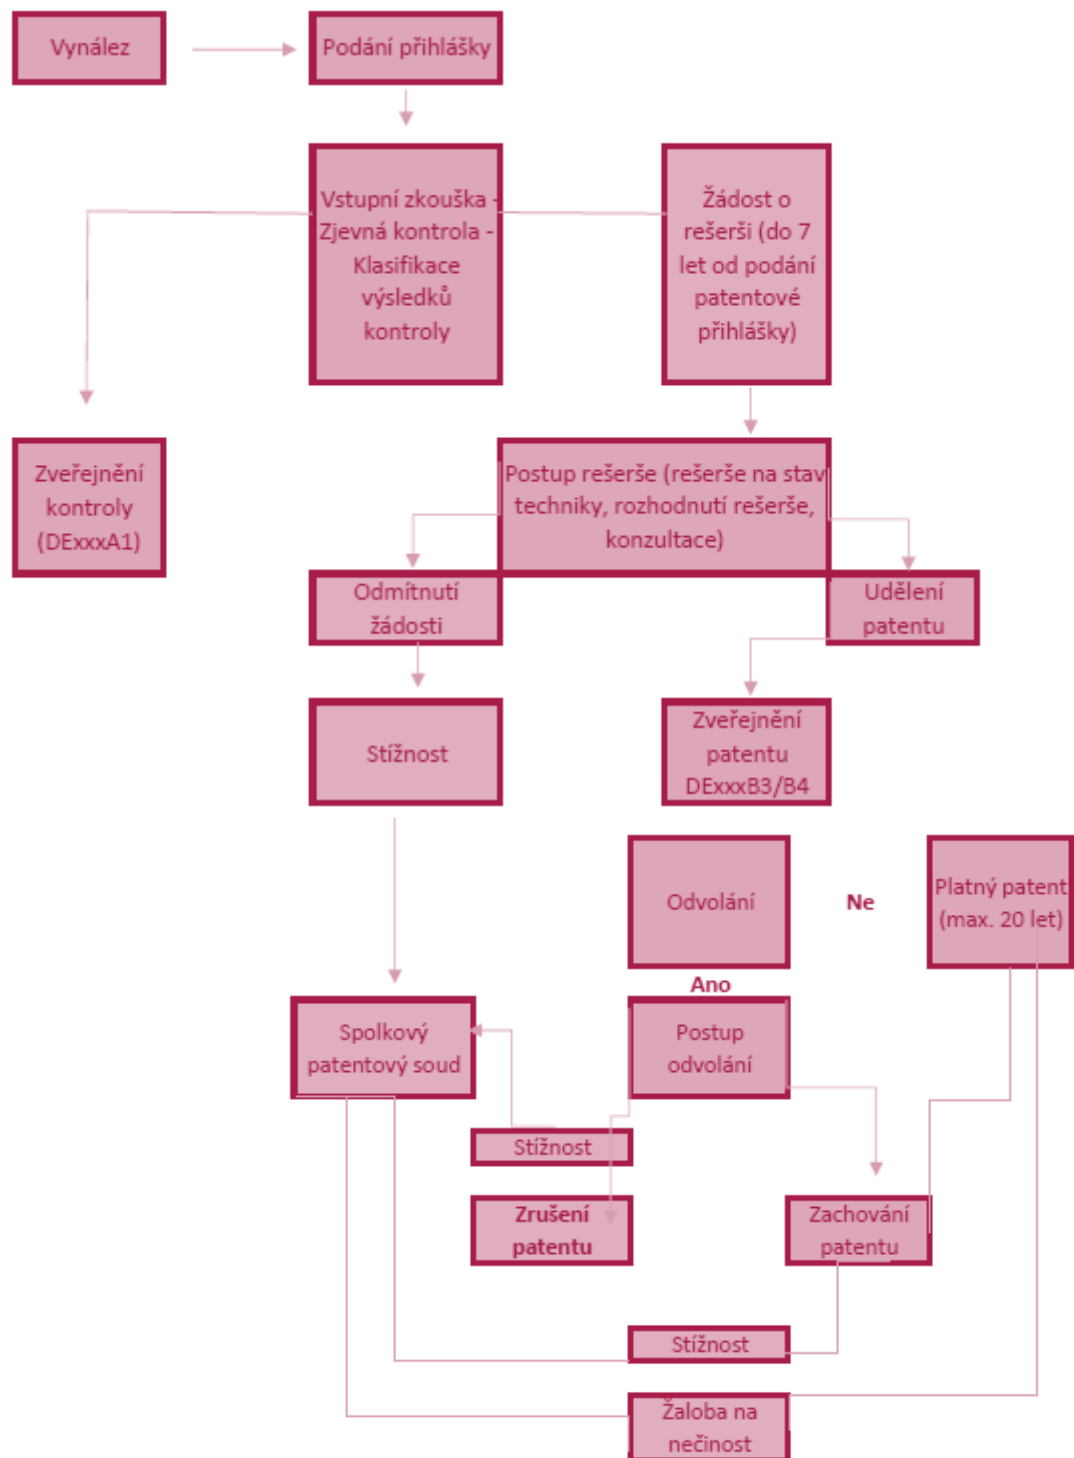 Vynález
Podání přihlášky
Vstupní zkouška -
Zjevná kontrola -
Klasifikace
výsledků
kontroly
Žádost o
rešerši (do 7
let od podání
patentové
přihlášky)
Zveřejnění
kontroly
(DExxxA1)
Postup rešerše (rešerše na stav
techniky, rozhodnutí rešerše,
konzultace)
Odmítnutí
žádosti
Udělení
patentu
Stížnost
Zveřejnění
patentu
DExxxB3/B4
Odvolání
Ne
Platný patent
(max. 20 let)
Ano
Spolkový
patentový soud
Postup
odvolání
Stížnost
Zrušení
patentu
Zachování
patentu
Stížnost
Žaloba na
nečinost